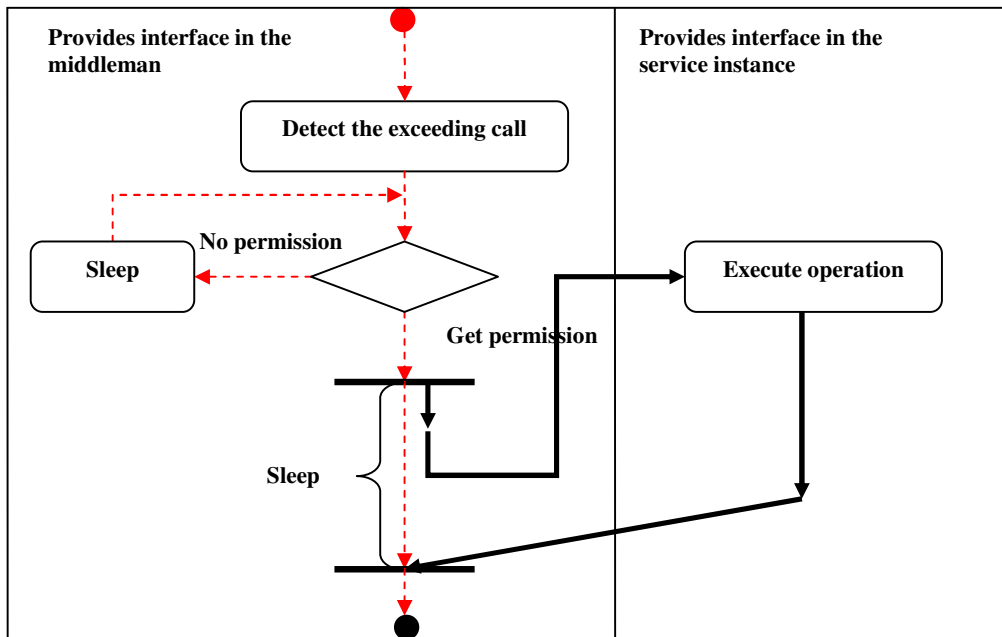 Provides interface in the
middleman
Provides interface in the
service instance
Detect the exceeding call
No permission
Sleep
Execute operation
Get permission
Sleep